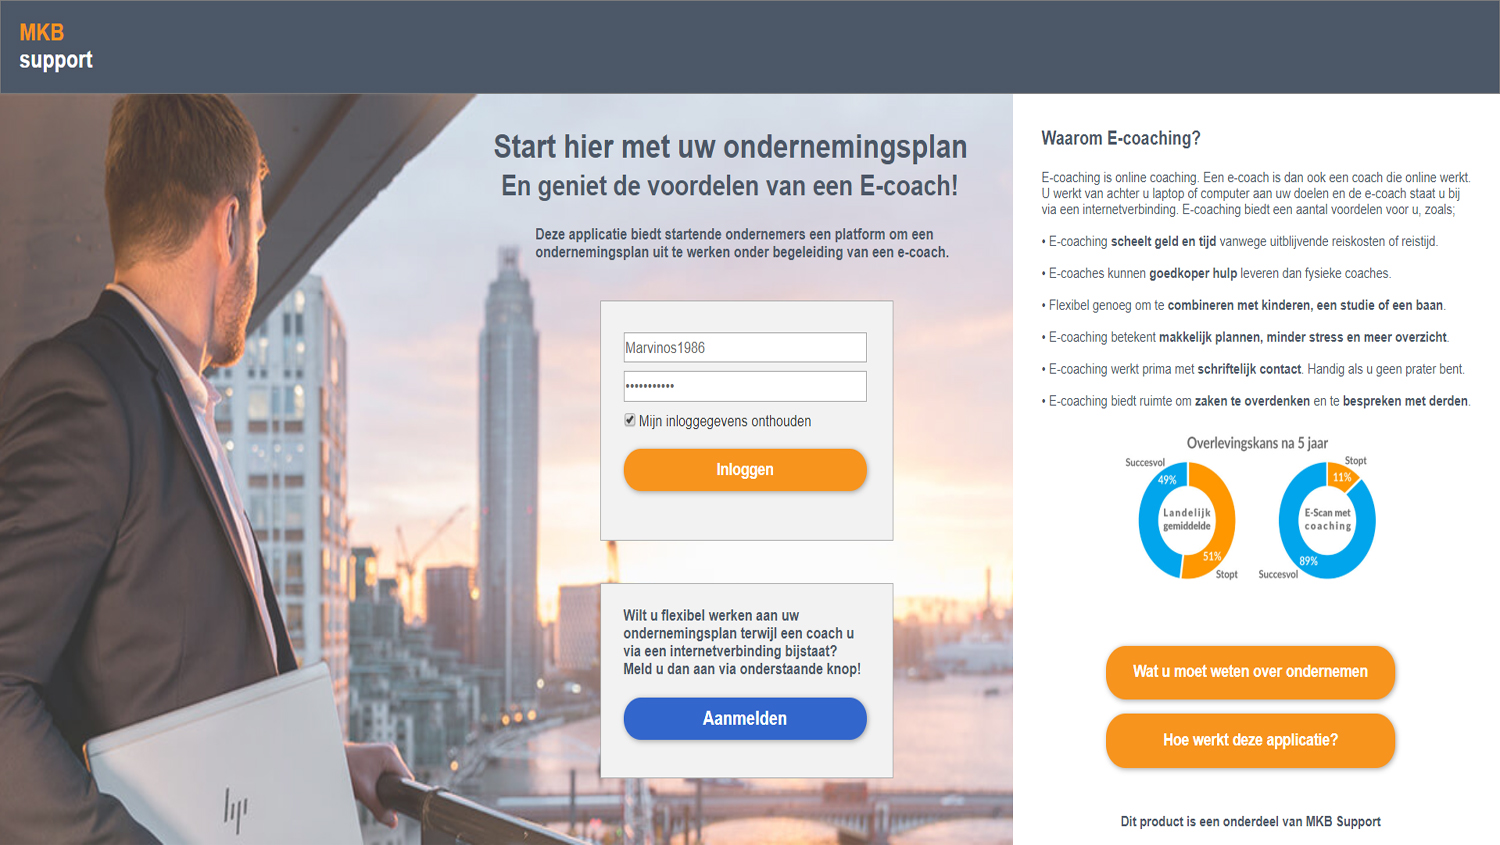 MKB
support
Start hier met uw ondernemingsplan
En geniet de voordelen van een E-coach!
Deze applicatie biedt startende ondernemers een platform om een
ondernemingsplan uit te werken onder begeleiding van een e-coach.
Marvinos1986
•••••••••••
Mijn inloggegevens onthouden
Inloggen
Wilt u flexibel werken aan uw
ondernemingsplan terwijl een coach u
via een internetverbinding bijstaat?
Meld u dan aan via onderstaande knop!
Aanmelden
hp
Waarom E-coaching?
E-coaching is online coaching. Een e-coach is dan ook een coach die online werkt.
U werkt van achter u laptop of computer aan uw doelen en de e-coach staat u bij
via een internetverbinding. E-coaching biedt een aantal voordelen voor u, zoals;
• E-coaching scheelt geld en tijd vanwege uitblijvende reiskosten of reistijd.
• E-coaches kunnen goedkoper hulp leveren dan fysieke coaches.
• Flexibel genoeg om te combineren met kinderen, een studie of een baan.
• E-coaching betekent makkelijk plannen, minder stress en meer overzicht.
• E-coaching werkt prima met schriftelijk contact. Handig als u geen prater bent.
• E-coaching biedt ruimte om zaken te overdenken en te bespreken met derden.
Overlevingskans na 5 jaar
Succesvol
49%
Landelijk
gemiddelde
51%
Stopt
Stopt
11%
E-Scan met
coaching
89%
Succesvol
Wat u moet weten over ondernemen
Hoe werkt deze applicatie?
Dit product is een onderdeel van MKB Support